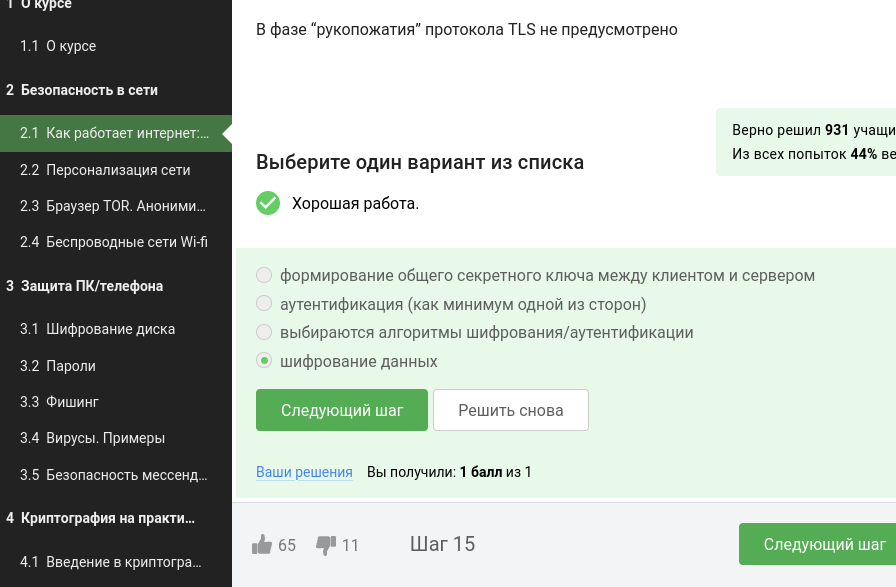 1 О курсе
1.1 О курсе
2 Безопасность в сети
2.1 Как работает интернет:...
2.2 Персонализация сети
2.3 Браузер TOR. Аноними...
2.4 Беспроводные сети Wi-fi
3 Защита ПК/телефона
3.1 Шифрование диска
3.2 Пароли
3.3 Фишинг
3.4 Вирусы. Примеры
3.5 Безопасность мессенд...
4 Криптография на практи...
4.1 Введение в криптогра...
В фазе “рукопожатия” протокола TLS не предусмотрено
Верно решил 931 учащи
Из всех попыток 44% ве
Выберите один вариант из списка
Хорошая работа.
формирование общего секретного ключа между клиентом и сервером
аутентификация (как минимум одной из сторон)
выбираются алгоритмы шифрования/аутентификации
шифрование данных
Следующий шаг
Решить снова
Ваши решения Вы получили: 1 балл из 1
65 11 Шаг 15 Следующий шаг